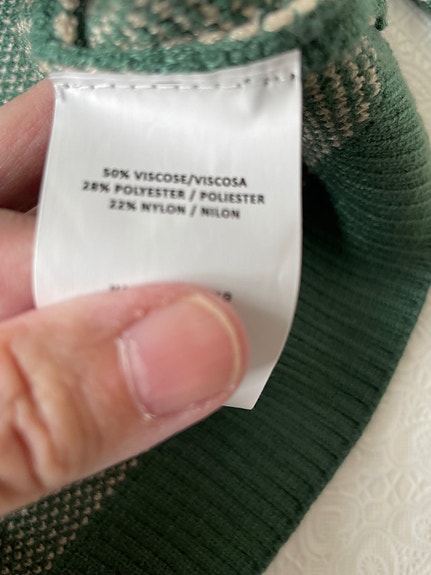 50% VISCOSE/VISCOSA
28% POLYESTER / POLIESTER
22% NYLON / NILON